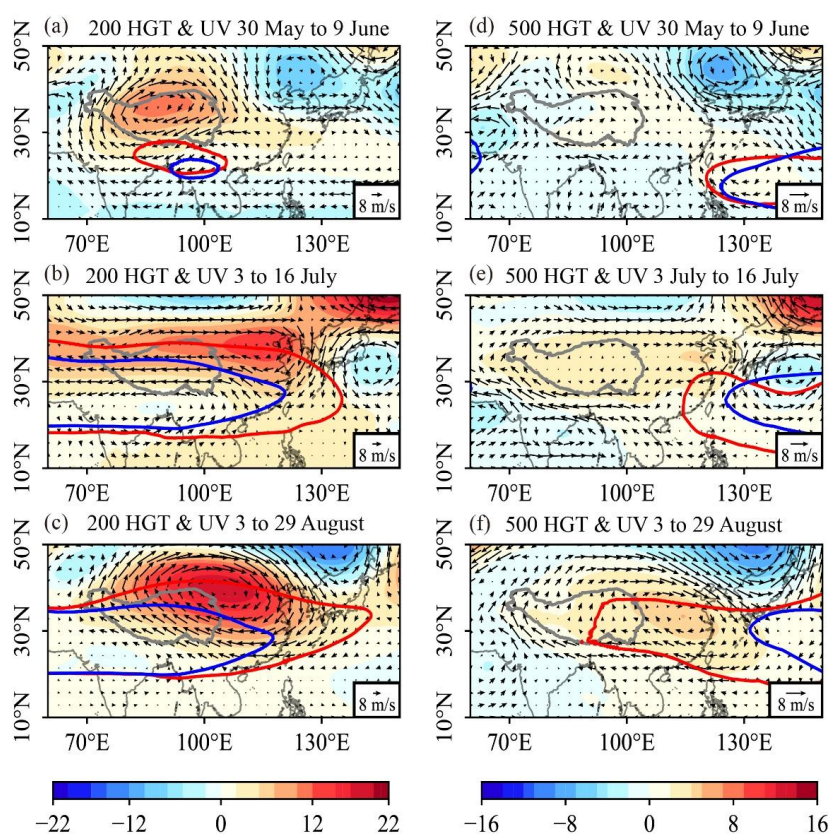 (a) 200 HGT & UV 30 May to 9 June
50°N
30°N
10°N
8 m/s
70°E 100°E 130°E
(d) 500 HGT & UV 30 May to 9 June
50°N
30°N
10°N
8 m/s
70°E 100°E 130°E
(b) 200 HGT & UV 3 to 16 July
50°N
30°N
10°N
8 m/s
70°E 100°E 130°E
(e) 500 HGT & UV 3 July to 16 July
50°N
30°N
10°N
8 m/s
70°E 100°E 130°E
(c) 200 HGT & UV 3 to 29 August
50°N
30°N
10°N
8 m/s
70°E 100°E 130°E
(f) 500 HGT & UV 3 to 29 August
50°N
30°N
10°N
8 m/s
70°E 100°E 130°E
−22 −12 0 12 22
−16 −8 0 8 16